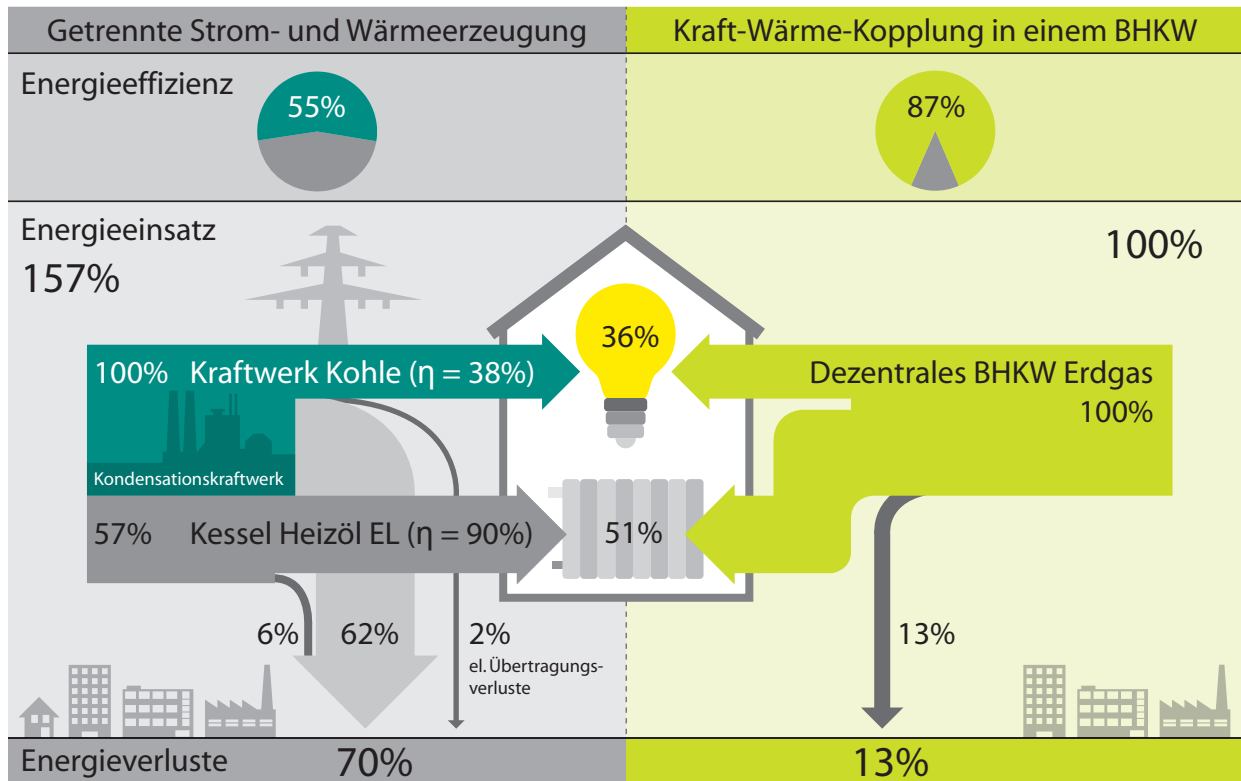 Getrennte Strom- und Wärmeerzeugung
Kraft-Wärme-Kopplung in einem BHKW
Energieeffizienz
55%
87%
Energieeinsatz
157%
100%
36%
100% Kraftwerk Kohle (η = 38%)
Dezentrales BHKW Erdgas
100%
Kondensationskraftwerk
57% Kessel Heizöl EL (η = 90%)
51%
6%
62%
2%
el. Übertragungs-
verluste
13%
Energieverluste
70%
13%